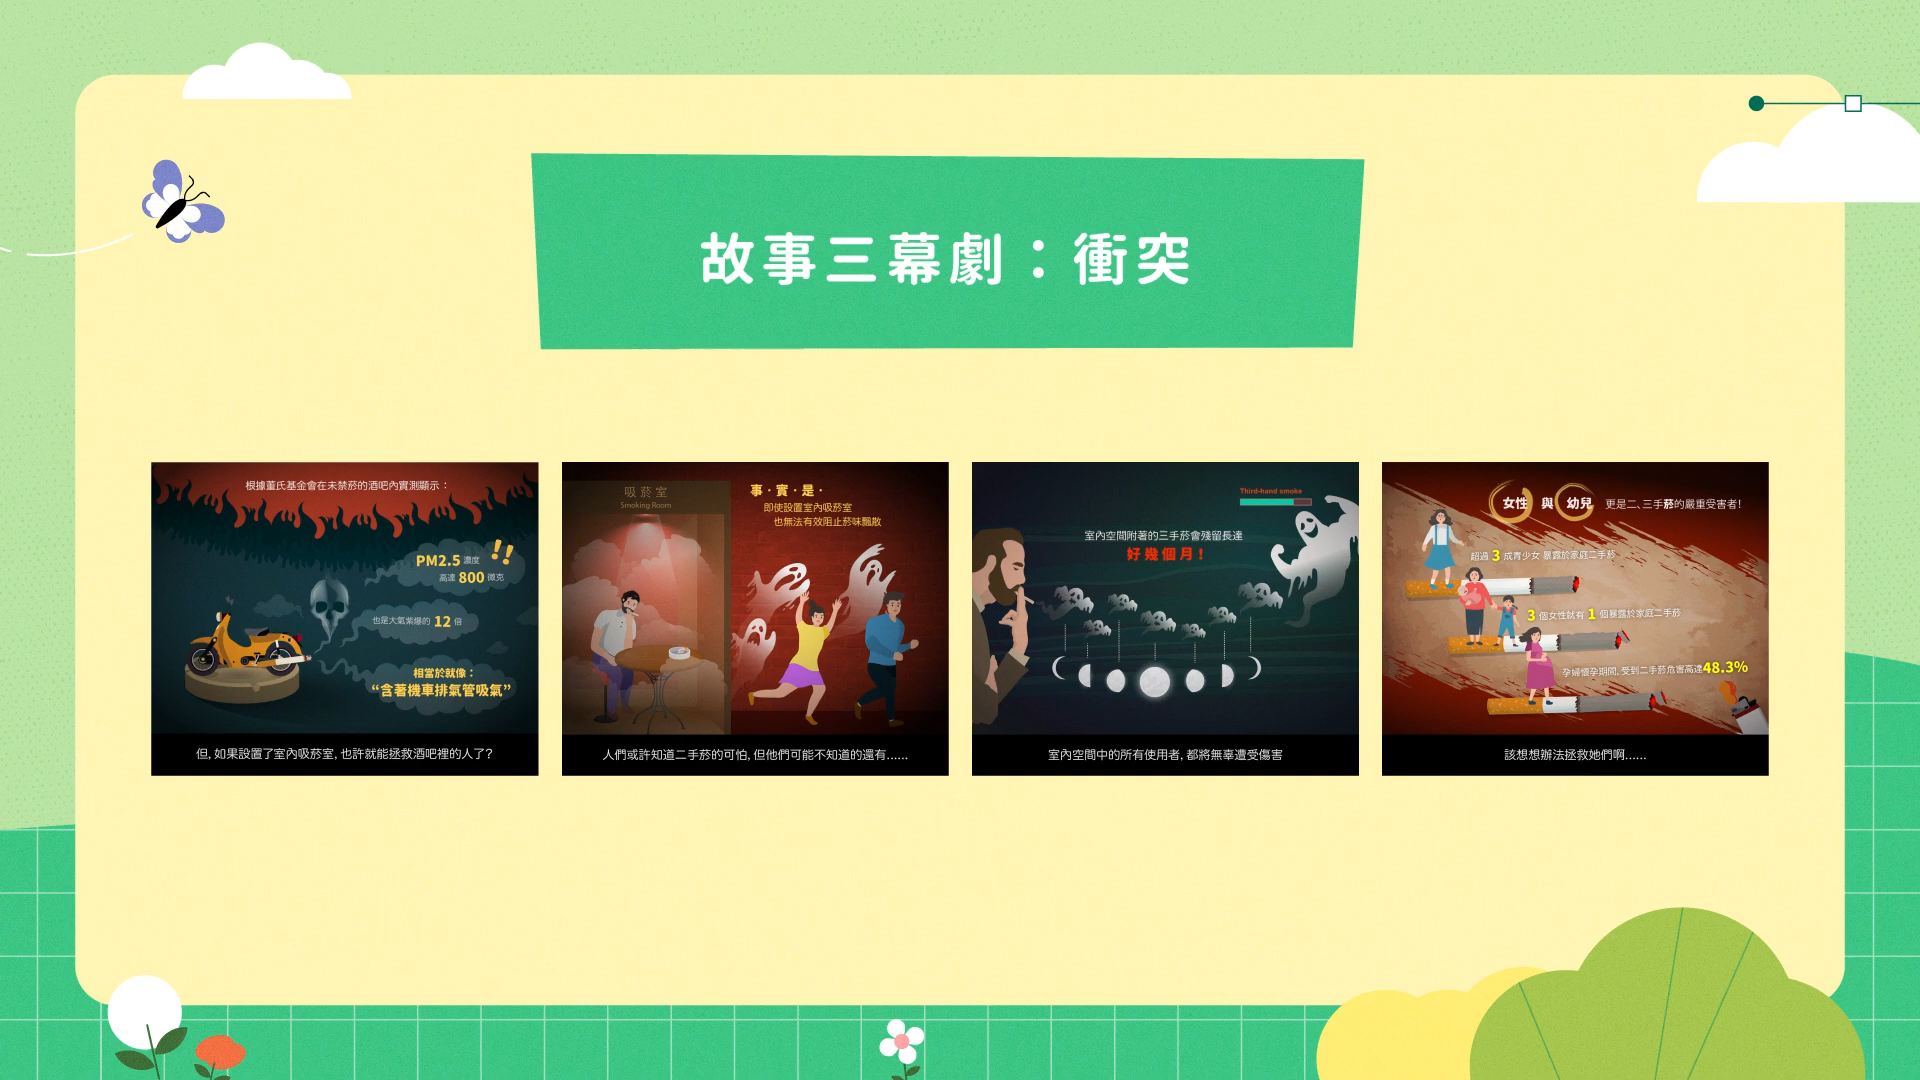 故事三幕劇：衝突
根據董氏基金會在未禁菸的酒吧內實測顯示：
PM2.5 濃度
高達 800 微克
!!
也是大氣紫爆的 12 倍
相當於就像：
“含著機車排氣管吸氣”
但, 如果設置了室內吸菸室, 也許就能拯救酒吧裡的人了?
吸菸室
Smoking Room
事·實·是·
即使設置室內吸菸室
也無法有效阻止菸味飄散
人們或許知道二手菸的可怕, 但他們可能不知道的還有......
Third-hand smoke
室內空間附著的三手菸會殘留長達
好幾個月!
室內空間中的所有使用者, 都將無辜遭受傷害
女性 與 幼兒 更是二、三手菸的嚴重受害者!
超過 3 成青少女 暴露於家庭二手菸
3 個女性就有 1 個暴露於家庭二手菸
孕婦懷孕期間, 受到二手菸危害高達48.3%
該想想辦法拯救她們啊......